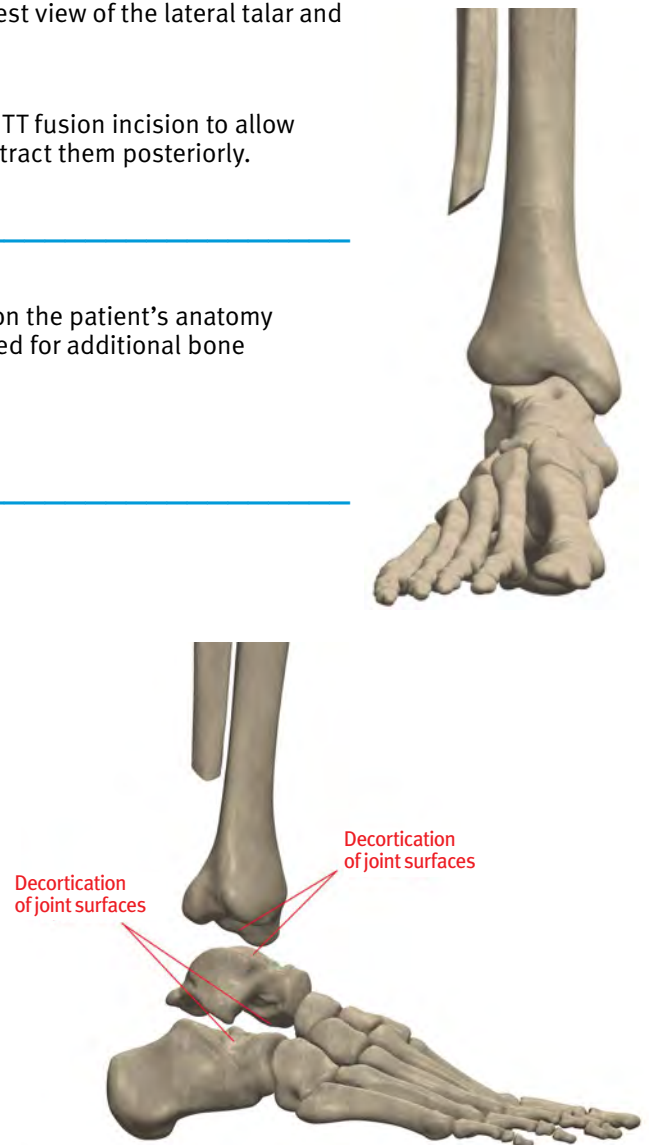 est view of the lateral talar and
TT fusion incision to allow
tract them posteriorly.
on the patient’s anatomy
ed for additional bone
Decortication
of joint surfaces
Decortication
of joint surfaces